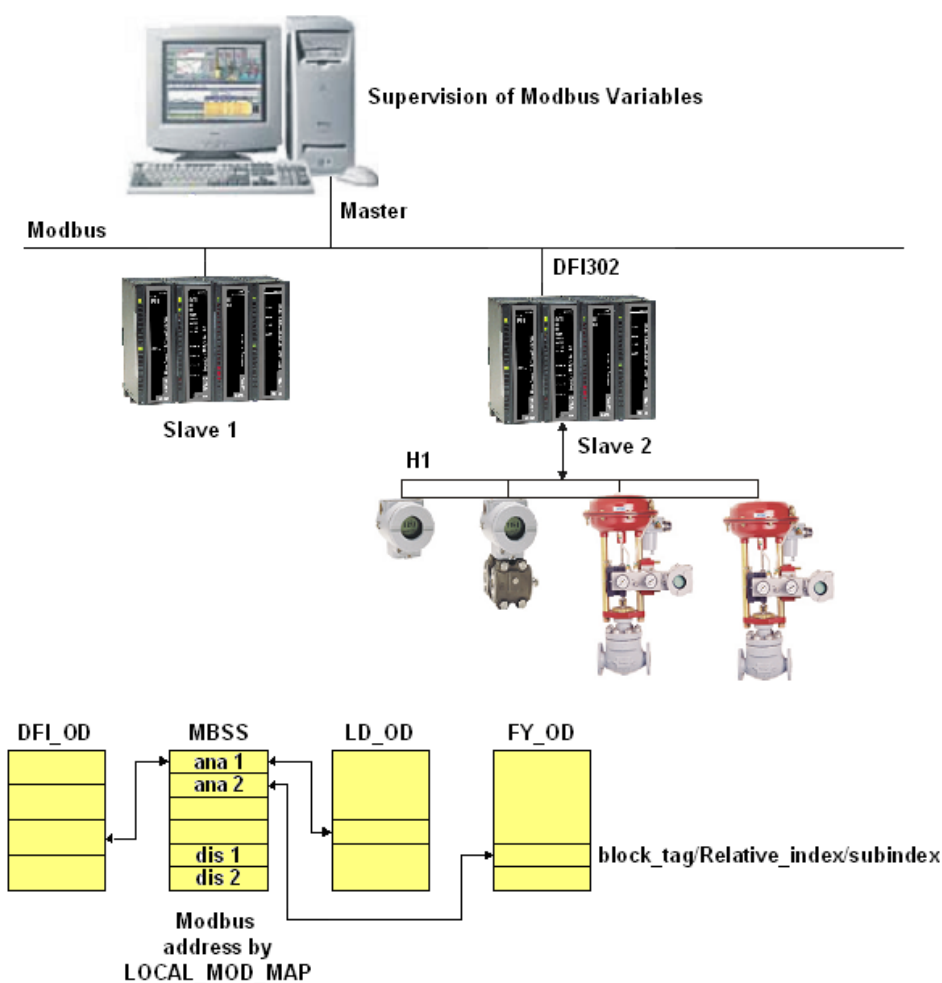 Supervision of Modbus Variables
Master
Modbus
DFI302
Slave 1
Slave 2
H1
DFI_OD
MBSS
LD_OD
FY_OD
ana 1
ana 2
dis 1
dis 2
block_tag/Relative_index/subindex
Modbus
address by
LOCAL_MOD_MAP